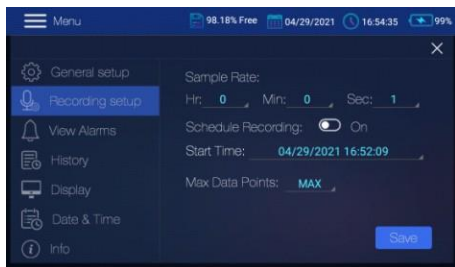 Menu 98.18% Free 04/29/2021 16:54:35 99%
General setup
Recording setup
View Alarms
History
Display
Date & Time
Info
Sample Rate:
Hr: 0 Min: 0 Sec: 1
Schedule Recording: On
Start Time: 04/29/2021 16:52:09
Max Data Points: MAX
Save